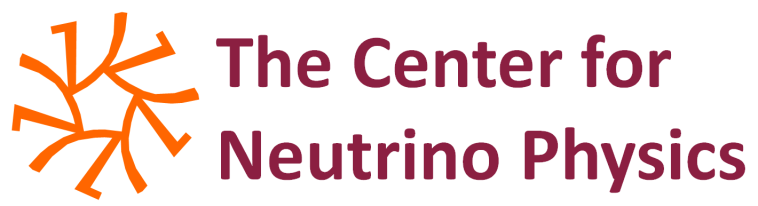 The Center for
Neutrino Physics